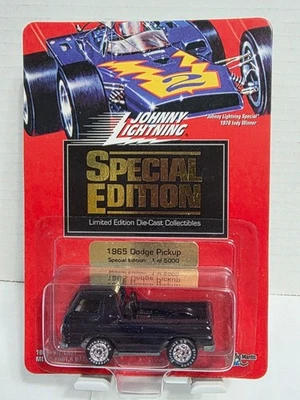 2
"Johnny Lightning Special"
1970 Indy Winner
JOHNNY
LIGHTNING
SPECIAL
EDITION
Limited Edition Die-Cast Collectibles
1965 Dodge Pickup
Special Edition 1 of 5000